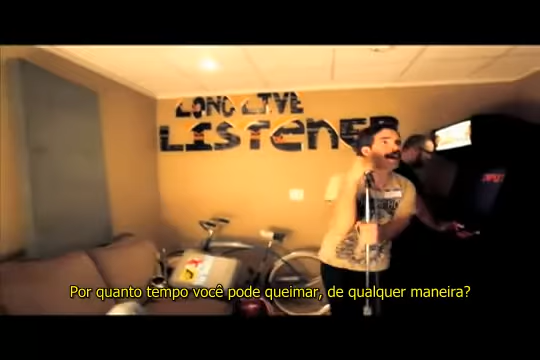 LONG LIVE
LISTENER
Por quanto tempo você pode queimar, de qualquer maneira?